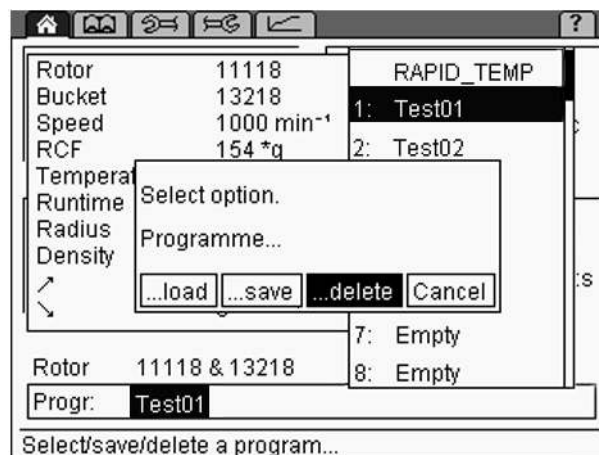 ?
Rotor 11118
Bucket 13218
Speed 1000 min⁻¹
RCF 154 *g
Temperat
Runtime
Radius
Density
RAPID_TEMP
1: Test01
2: Test02
Select option.
Programme...
...load ...save ...delete Cancel
:s
7: Empty
8: Empty
Rotor 11118 & 13218
Progr: Test01
Select/save/delete a program...